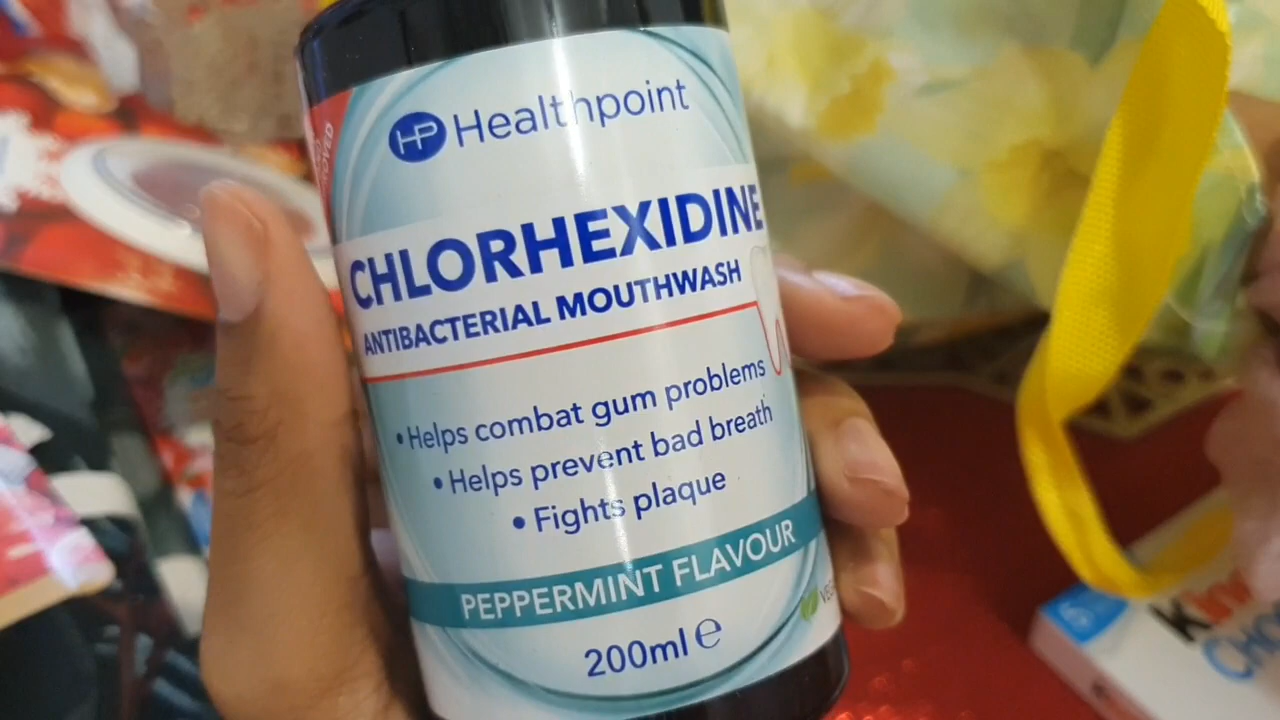 HP Healthpoint
CHLORHEXIDINE
ANTIBACTERIAL MOUTHWASH
• Helps combat gum problems
• Helps prevent bad breath
• Fights plaque
PEPPERMINT FLAVOUR
200ml ℮